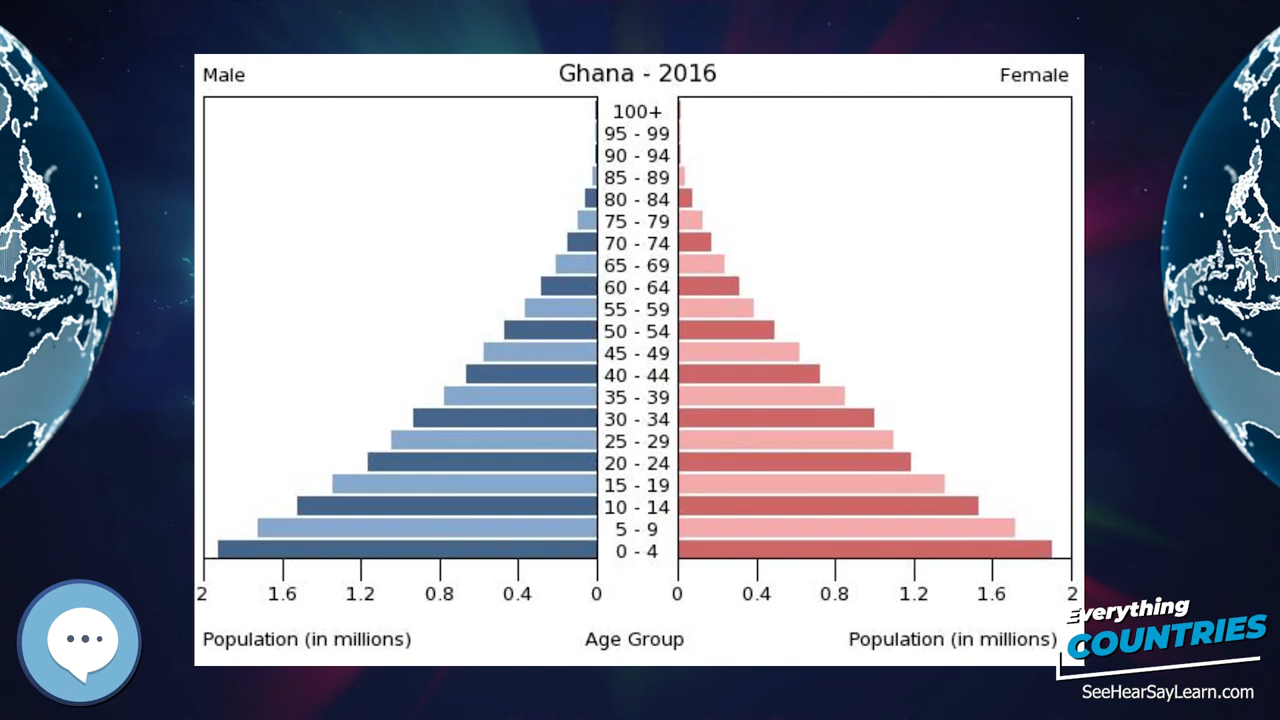 Male Ghana - 2016 Female
100+
95 - 99
90 - 94
85 - 89
80 - 84
75 - 79
70 - 74
65 - 69
60 - 64
55 - 59
50 - 54
45 - 49
40 - 44
35 - 39
30 - 34
25 - 29
20 - 24
15 - 19
10 - 14
5 - 9
0 - 4
2 1.6 1.2 0.8 0.4 0 0 0.4 0.8 1.2 1.6 2
Population (in millions) Age Group Population (in millions)
Everything
COUNTRIES
SeeHearSayLearn.com